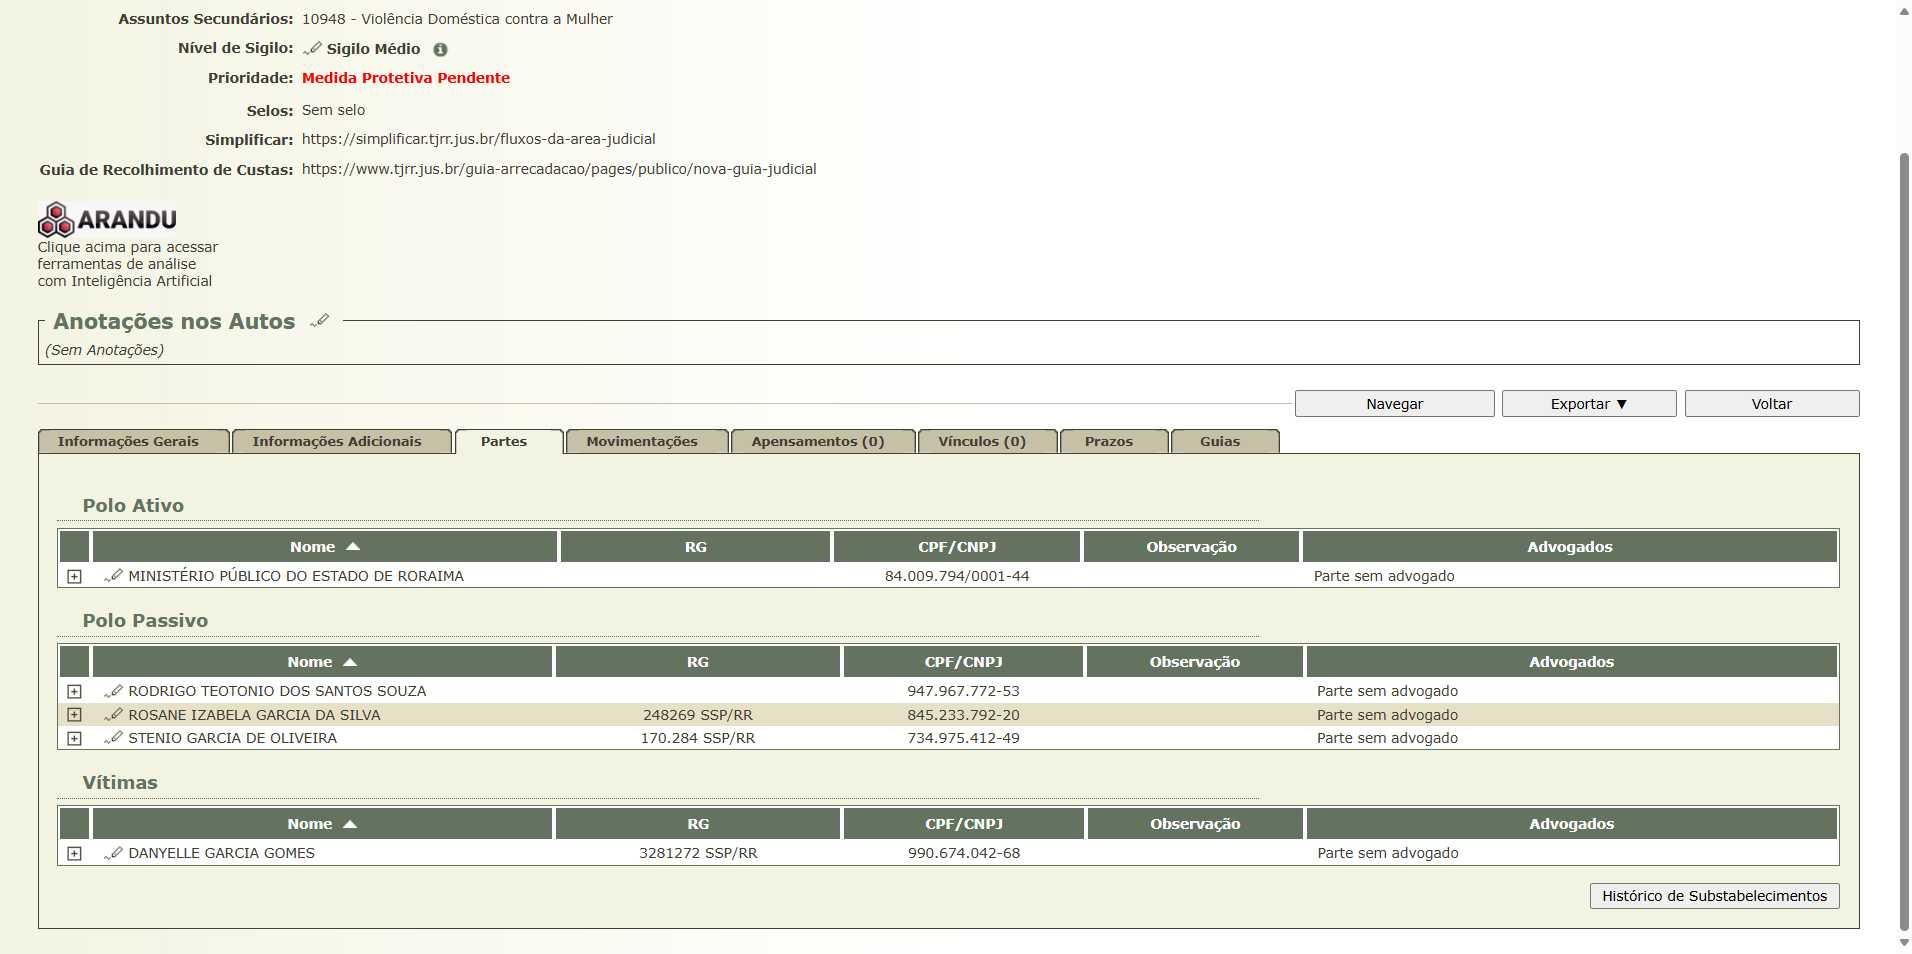 Assuntos Secundários: 10948 - Violência Doméstica contra a Mulher
Nível de Sigilo: Sigilo Médio
Prioridade: Medida Protetiva Pendente
Selos: Sem selo
Simplificar: https://simplificar.tjrr.jus.br/fluxos-da-area-judicial
Guia de Recolhimento de Custas: https://www.tjrr.jus.br/guia-arrecadacao/pages/publico/nova-guia-judicial
ARANDU
Clique acima para acessar
ferramentas de análise
com Inteligência Artificial
Anotações nos Autos
(Sem Anotações)
Navegar Exportar ▼ Voltar
Informações Gerais Informações Adicionais Partes Movimentações Apensamentos (0) Vínculos (0) Prazos Guias
Polo Ativo
Nome RG CPF/CNPJ Observação Advogados
MINISTÉRIO PÚBLICO DO ESTADO DE RORAIMA 84.009.794/0001-44 Parte sem advogado
Polo Passivo
Nome RG CPF/CNPJ Observação Advogados
RODRIGO TEOTONIO DOS SANTOS SOUZA 947.967.772-53 Parte sem advogado
ROSANE IZABELA GARCIA DA SILVA 248269 SSP/RR 845.233.792-20 Parte sem advogado
STENIO GARCIA DE OLIVEIRA 170.284 SSP/RR 734.975.412-49 Parte sem advogado
Vítimas
Nome RG CPF/CNPJ Observação Advogados
DANYELLE GARCIA GOMES 3281272 SSP/RR 990.674.042-68 Parte sem advogado
Histórico de Substabelecimentos